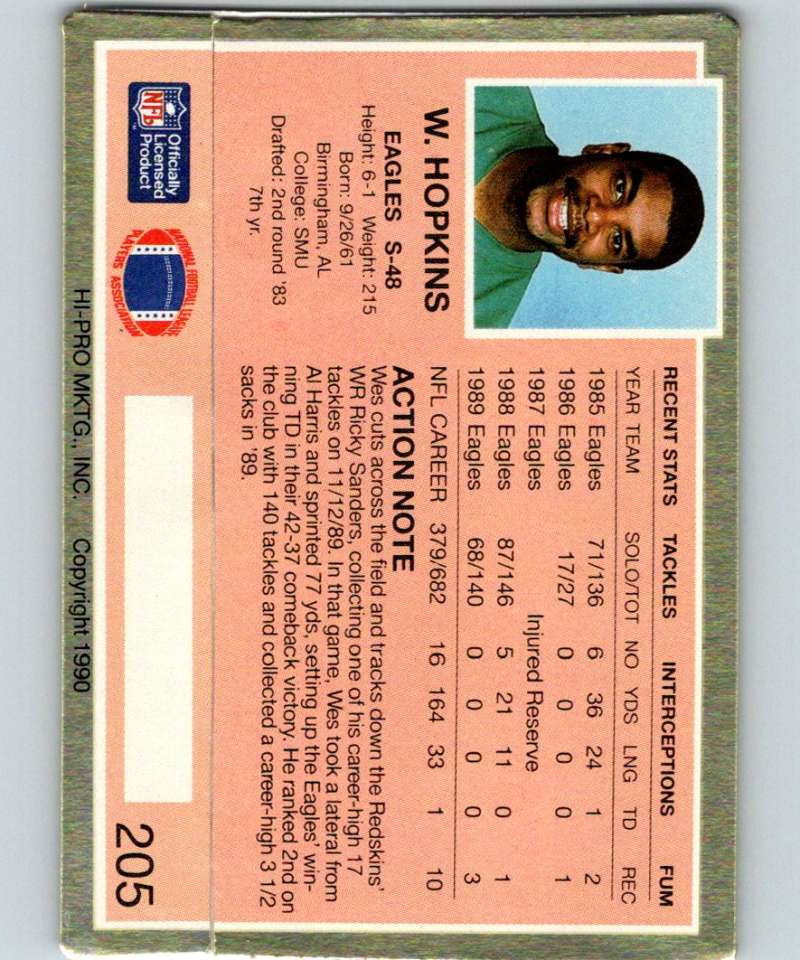 W. HOPKINS
EAGLES S-48
Height: 6-1 Weight: 215
Born: 9/26/61
Birmingham, AL
College: SMU
Drafted: 2nd round '83
7th yr.
RECENT STATS TACKLES INTERCEPTIONS FUM
YEAR TEAM SOLO/TOT NO YDS LNG TD REC
1985 Eagles 71/136 6 36 24 1 2
1986 Eagles 17/27 0 0 0 0 1
1987 Eagles Injured Reserve
1988 Eagles 87/146 5 21 11 0 1
1989 Eagles 68/140 0 0 0 0 3
NFL CAREER 379/682 16 164 33 1 10
ACTION NOTE
Wes cuts across the field and tracks down the Redskins'
WR Ricky Sanders, collecting one of his career-high 17
tackles on 11/12/89. In that game, Wes took a lateral from
Al Harris and sprinted 77 yds, setting up the Eagles' win-
ning TD in their 42-37 comeback victory. He ranked 2nd on
the club with 140 tackles and collected a career-high 3 1/2
sacks in '89.
NFL
Officially
Licensed
Product
NATIONAL FOOTBALL LEAGUE
PLAYERS ASSOCIATION
205
HI-PRO MKTG., INC. Copyright 1990